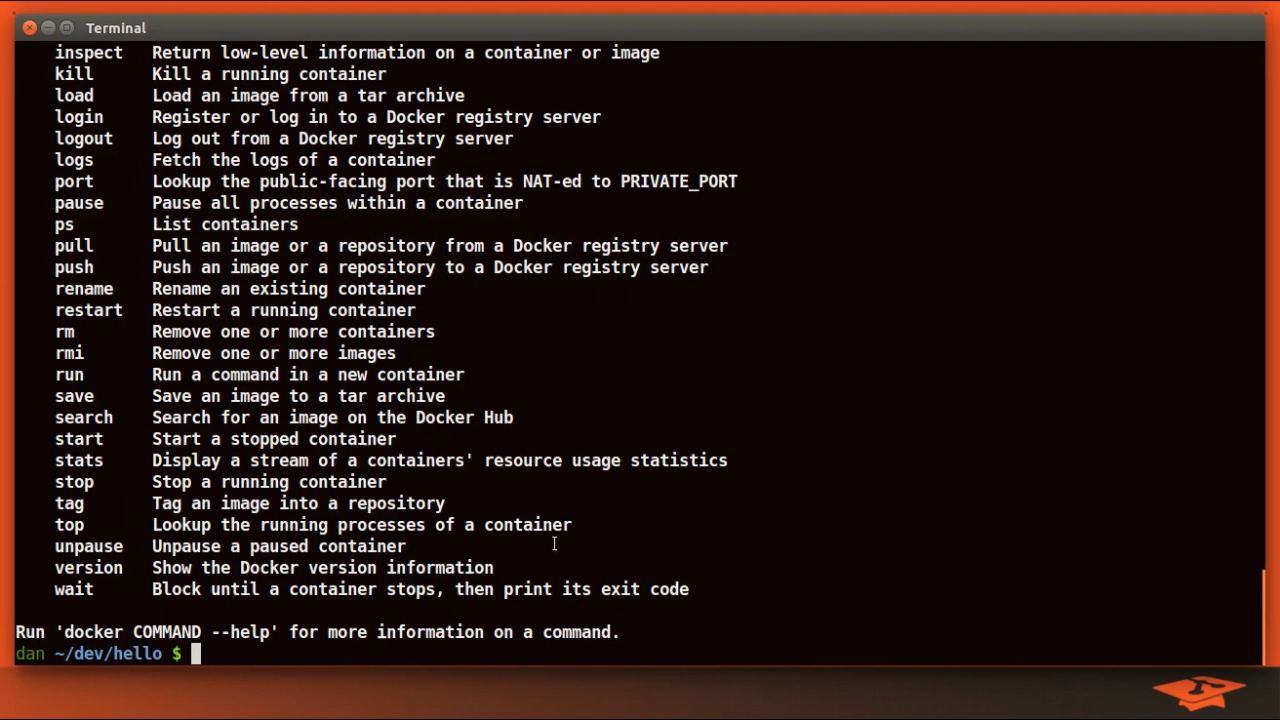 Terminal
inspect Return low-level information on a container or image
kill Kill a running container
load Load an image from a tar archive
login Register or log in to a Docker registry server
logout Log out from a Docker registry server
logs Fetch the logs of a container
port Lookup the public-facing port that is NAT-ed to PRIVATE_PORT
pause Pause all processes within a container
ps List containers
pull Pull an image or a repository from a Docker registry server
push Push an image or a repository to a Docker registry server
rename Rename an existing container
restart Restart a running container
rm Remove one or more containers
rmi Remove one or more images
run Run a command in a new container
save Save an image to a tar archive
search Search for an image on the Docker Hub
start Start a stopped container
stats Display a stream of a containers' resource usage statistics
stop Stop a running container
tag Tag an image into a repository
top Lookup the running processes of a container
unpause Unpause a paused container
version Show the Docker version information
wait Block until a container stops, then print its exit code
Run 'docker COMMAND --help' for more information on a command.
dan ~/dev/hello $